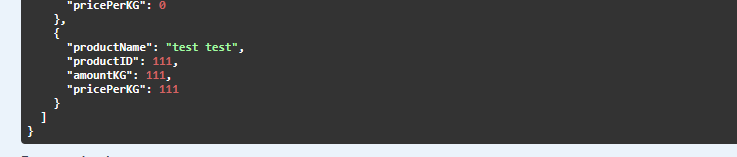 "pricePerKG": 0
},
{
"productName": "test test",
"productID": 111,
"amountKG": 111,
"pricePerKG": 111
}
]
}